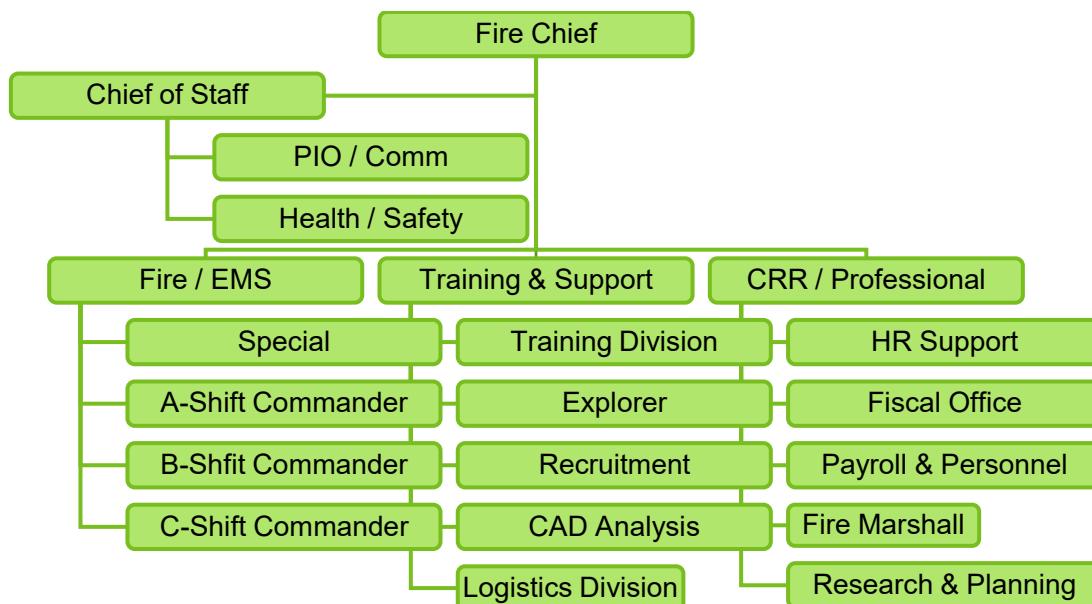 Fire Chief
Chief of Staff
PIO / Comm
Health / Safety
Fire / EMS
Training & Support
CRR / Professional
Special
Training Division
HR Support
A-Shift Commander
Explorer
Fiscal Office
B-Shfit Commander
Recruitment
Payroll & Personnel
C-Shift Commander
CAD Analysis
Fire Marshall
Logistics Division
Research & Planning